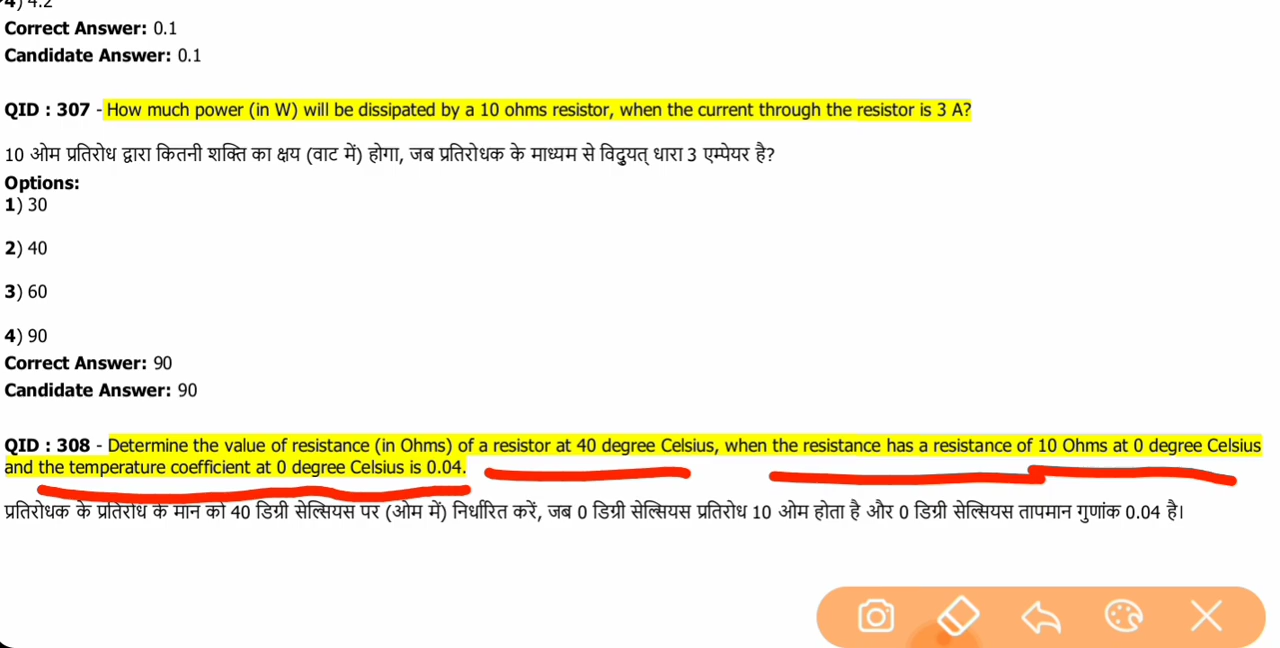 4) 4.2
Correct Answer: 0.1
Candidate Answer: 0.1
QID : 307 - How much power (in W) will be dissipated by a 10 ohms resistor, when the current through the resistor is 3 A?
10 ओम प्रतिरोध द्वारा कितनी शक्ति का क्षय (वाट में) होगा, जब प्रतिरोधक के माध्यम से विद्युयत् धारा 3 एम्पेयर है?
Options:
1) 30
2) 40
3) 60
4) 90
Correct Answer: 90
Candidate Answer: 90
QID : 308 - Determine the value of resistance (in Ohms) of a resistor at 40 degree Celsius, when the resistance has a resistance of 10 Ohms at 0 degree Celsius
and the temperature coefficient at 0 degree Celsius is 0.04.
प्रतिरोधक के प्रतिरोध के मान को 40 डिग्री सेल्सियस पर (ओम में) निर्धारित करें, जब 0 डिग्री सेल्सियस प्रतिरोध 10 ओम होता है और 0 डिग्री सेल्सियस तापमान गुणांक 0.04 है।